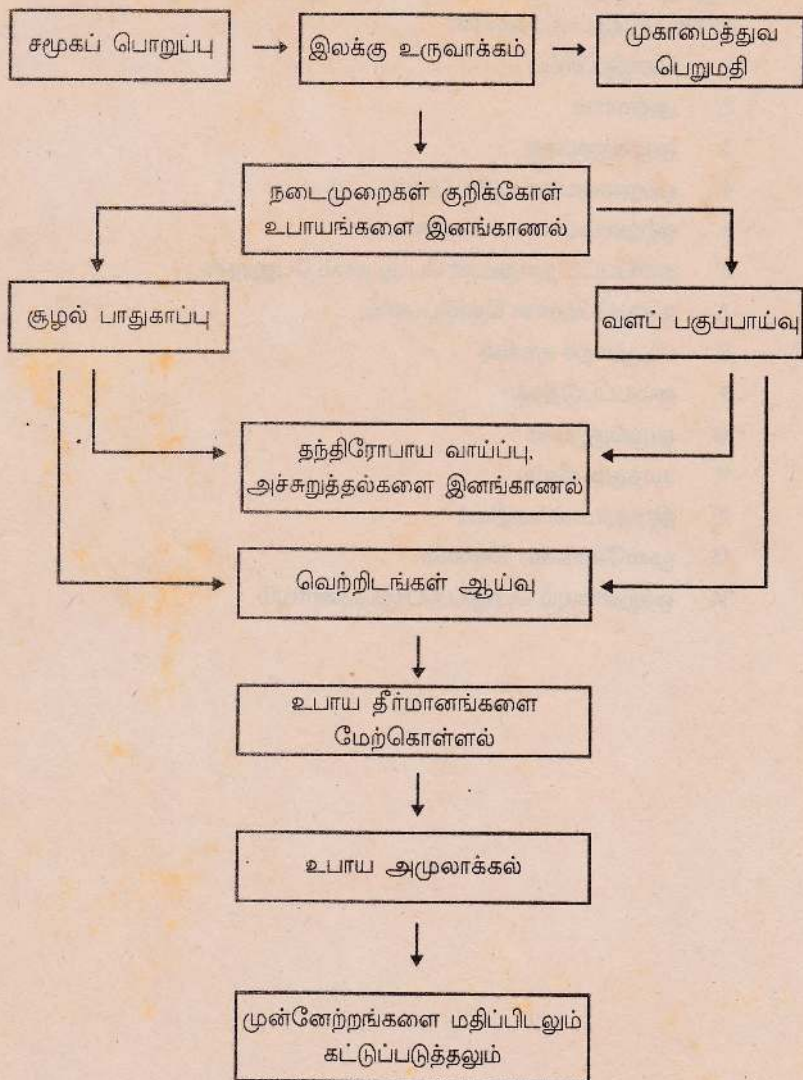 சமூகப் பொறுப்பு
இலக்கு உருவாக்கம்
முகாமைத்துவ
பெறுமதி
நடைமுறைகள் குறிக்கோள்
உபாயங்களை இனங்காணல்
சூழல் பாதுகாப்பு
வளப் பகுப்பாய்வு
தந்திரோபாய வாய்ப்பு,
அச்சுறுத்தல்களை இனங்காணல்
வெற்றிடங்கள் ஆய்வு
உபாய தீர்மானங்களை
மேற்கொள்ளல்
உபாய அமுலாக்கல்
முன்னேற்றங்களை மதிப்பிடலும்
கட்டுப்படுத்தலும்